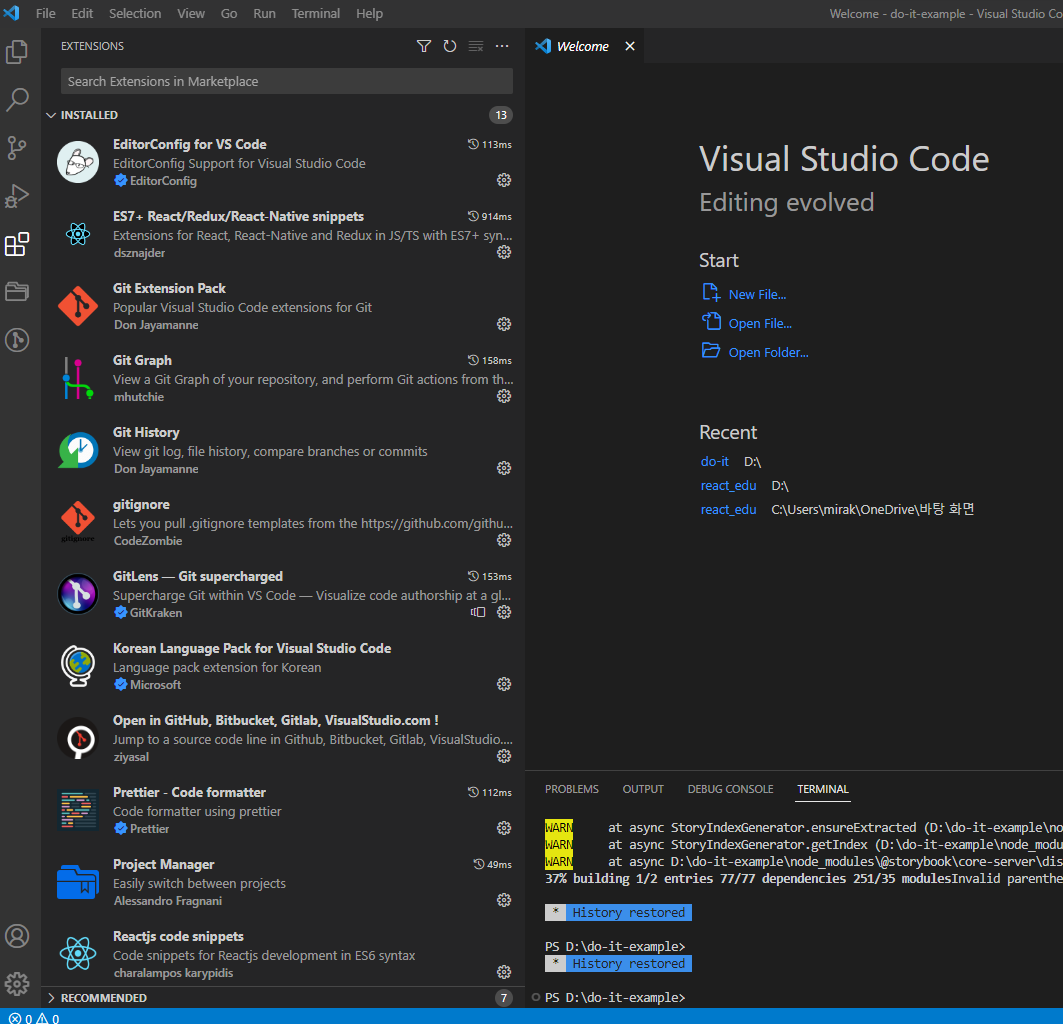 File Edit Selection View Go Run Terminal Help
Welcome - do-it-example - Visual Studio Co
EXTENSIONS
Search Extensions in Marketplace
INSTALLED 13
EditorConfig for VS Code 113ms
EditorConfig Support for Visual Studio Code
EditorConfig
ES7+ React/Redux/React-Native snippets 914ms
Extensions for React, React-Native and Redux in JS/TS with ES7+ syn...
dsznajder
Git Extension Pack
Popular Visual Studio Code extensions for Git
Don Jayamanne
Git Graph 158ms
View a Git Graph of your repository, and perform Git actions from th...
mhutchie
Git History
View git log, file history, compare branches or commits
Don Jayamanne
gitignore
Lets you pull .gitignore templates from the https://github.com/githu...
gitignore
CodeZombie
GitLens — Git supercharged 153ms
Supercharge Git within VS Code — Visualize code authorship at a gl...
GitKraken
Korean Language Pack for Visual Studio Code
Language pack extension for Korean
Microsoft
Open in GitHub, Bitbucket, Gitlab, VisualStudio.com !
Jump to a source code line in Github, Bitbucket, Gitlab, VisualStudio....
ziyasal
Prettier - Code formatter 112ms
Code formatter using prettier
Prettier
Project Manager 49ms
Easily switch between projects
Alessandro Fragnani
Reactjs code snippets
Code snippets for Reactjs development in ES6 syntax
charalampos karypidis
RECOMMENDED 7
0 0
Welcome
Visual Studio Code
Editing evolved
Start
New File...
Open File...
Open Folder...
Recent
do-it D:\
react_edu D:\
react_edu C:\Users\mirak\OneDrive\바탕 화면
PROBLEMS OUTPUT DEBUG CONSOLE TERMINAL
WARN at async StoryIndexGenerator.ensureExtracted (D:\do-it-example\no
WARN at async StoryIndexGenerator.getIndex (D:\do-it-example\node_modu
WARN at async D:\do-it-example\node_modules\@storybook\core-server\dis
37% building 1/2 entries 77/77 dependencies 251/35 modulesInvalid parenthe
* History restored
PS D:\do-it-example>
* History restored
PS D:\do-it-example>